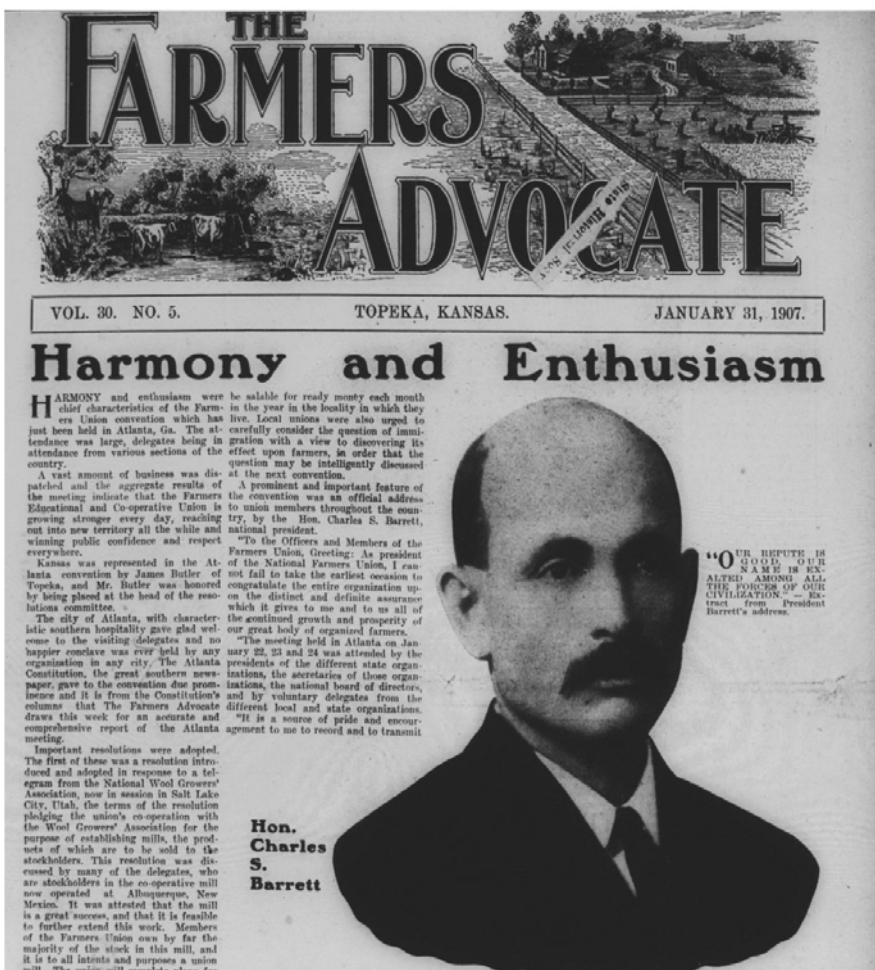 THE
FARMERS
ADVOCATE
State Historical Soc'y
VOL. 30. NO. 5.
TOPEKA, KANSAS.
JANUARY 31, 1907.
Harmony and Enthusiasm
HARMONY and enthusiasm were
chief characteristics of the Farm-
ers Union convention which has
just been held in Atlanta, Ga. The at-
tendance was large, delegates being in
attendance from various sections of the
country.
A vast amount of business was dis-
patched and the aggregate results of
the meeting indicate that the Farmers
Educational and Co-operative Union is
growing stronger every day, reaching
out into new territory all the while and
winning public confidence and respect
everywhere.
Kansas was represented in the At-
lanta convention by James Butler of
Topeka, and Mr. Butler was honored
by being placed at the head of the reso-
lutions committee.
The city of Atlanta, with character-
istic southern hospitality gave glad wel-
come to the visiting delegates and no
happier conclave was ever held by any
organization in any city. The Atlanta
Constitution, the great southern news-
paper, gave to the convention due prom-
inence and it is from the Constitution's
columns that The Farmers Advocate
draws this week for an accurate and
comprehensive report of the Atlanta
meeting.
Important resolutions were adopted.
The first of these was a resolution intro-
duced and adopted in response to a tel-
egram from the National Wool Growers'
Association, now in session in Salt Lake
City, Utah, the terms of the resolution
pledging the union's co-operation with
the Wool Growers' Association for the
purpose of establishing mills, the prod-
ucts of which are to be sold to the
stockholders. This resolution was dis-
cussed by many of the delegates, who
are stockholders in the co-operative mill
now operated at Albuquerque, New
Mexico. It was attested that the mill
is a great success, and that it is feasible
to further extend this work. Members
of the Farmers Union own by far the
majority of the stock in this mill, and
it is to all intents and purposes a union
be salable for ready money each month
in the year in the locality in which they
live. Local unions were also urged to
carefully consider the question of immi-
gration with a view to discovering its
effect upon farmers, in order that the
question may be intelligently discussed
at the next convention.
A prominent and important feature of
the convention was an official address
to union members throughout the coun-
try, by the Hon. Charles S. Barrett,
national president.
"To the Officers and Members of the
Farmers Union, Greeting: As president
of the National Farmers Union, I can-
not fail to take the earliest occasion to
congratulate the entire organization up-
on the distinct and definite assurance
which it gives to me and to us all of
the continued growth and prosperity of
our great body of organized farmers.
"The meeting held in Atlanta on Jan-
uary 22, 23 and 24 was attended by the
presidents of the different state organ-
izations, the secretaries of those organ-
izations, the national board of directors,
and by voluntary delegates from the
different local and state organizations.
"It is a source of pride and encour-
agement to me to record and to transmit
"OUR REPUTE IS
GOOD, OUR
NAME IS EX-
ALTED AMONG ALL
THE FORCES OF OUR
CIVILIZATION." — Ex-
tract from President
Barrett's address.
Hon.
Charles
S.
Barrett